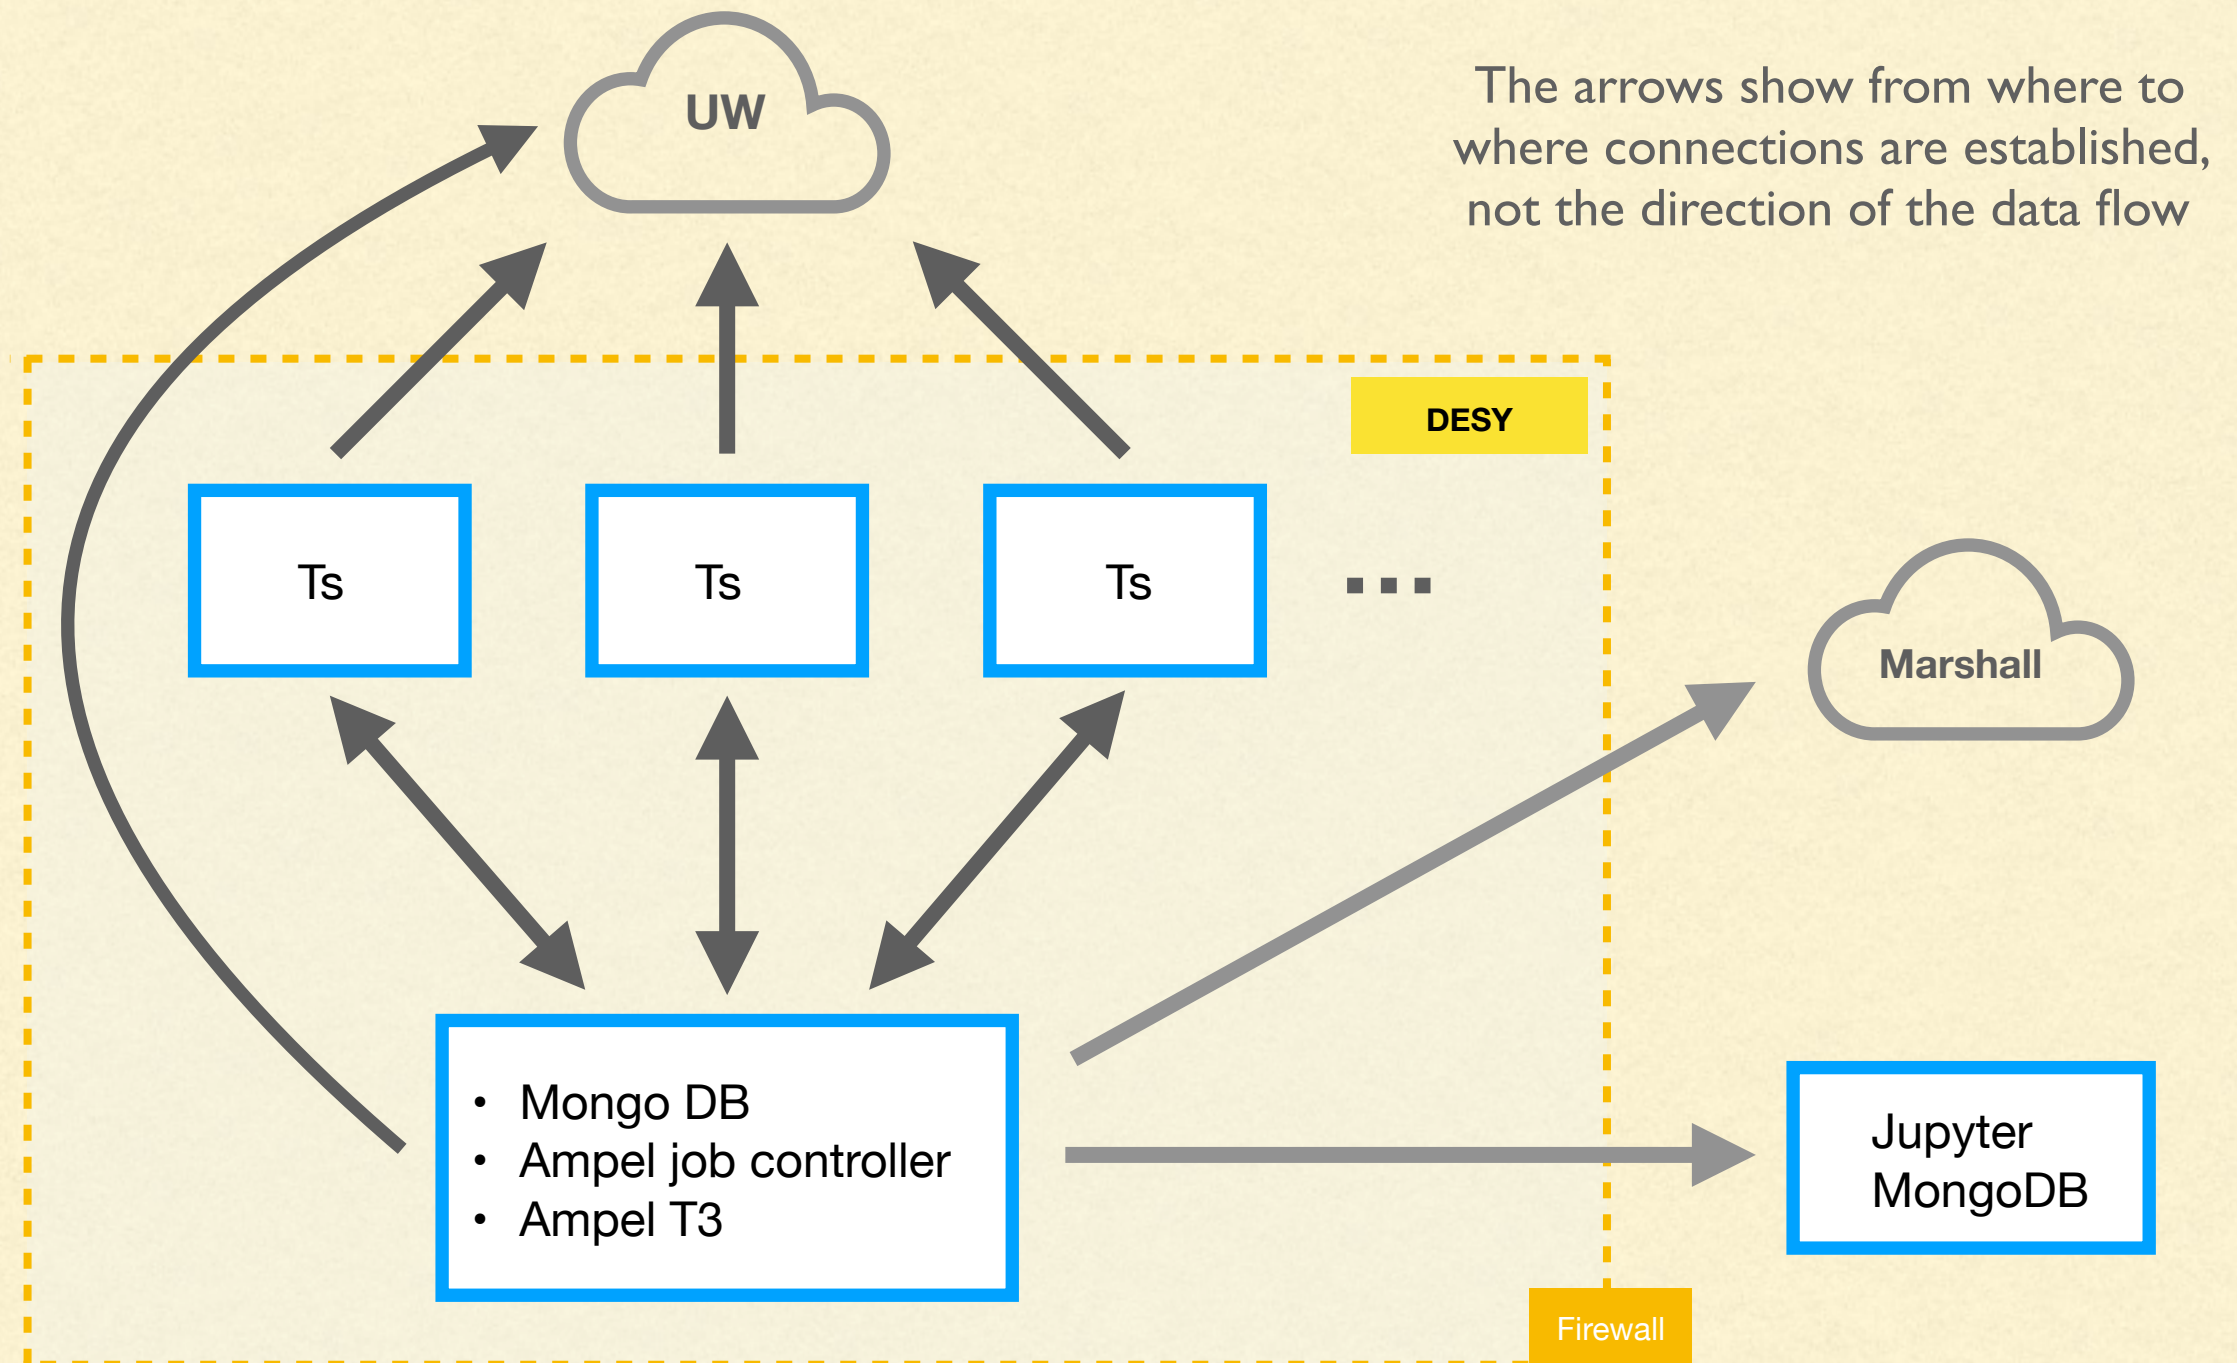 UW
The arrows show from where to
where connections are established,
not the direction of the data flow
DESY
Ts
Ts
Ts
...
Marshall
• Mongo DB
• Ampel job controller
• Ampel T3
Jupyter
MongoDB
Firewall